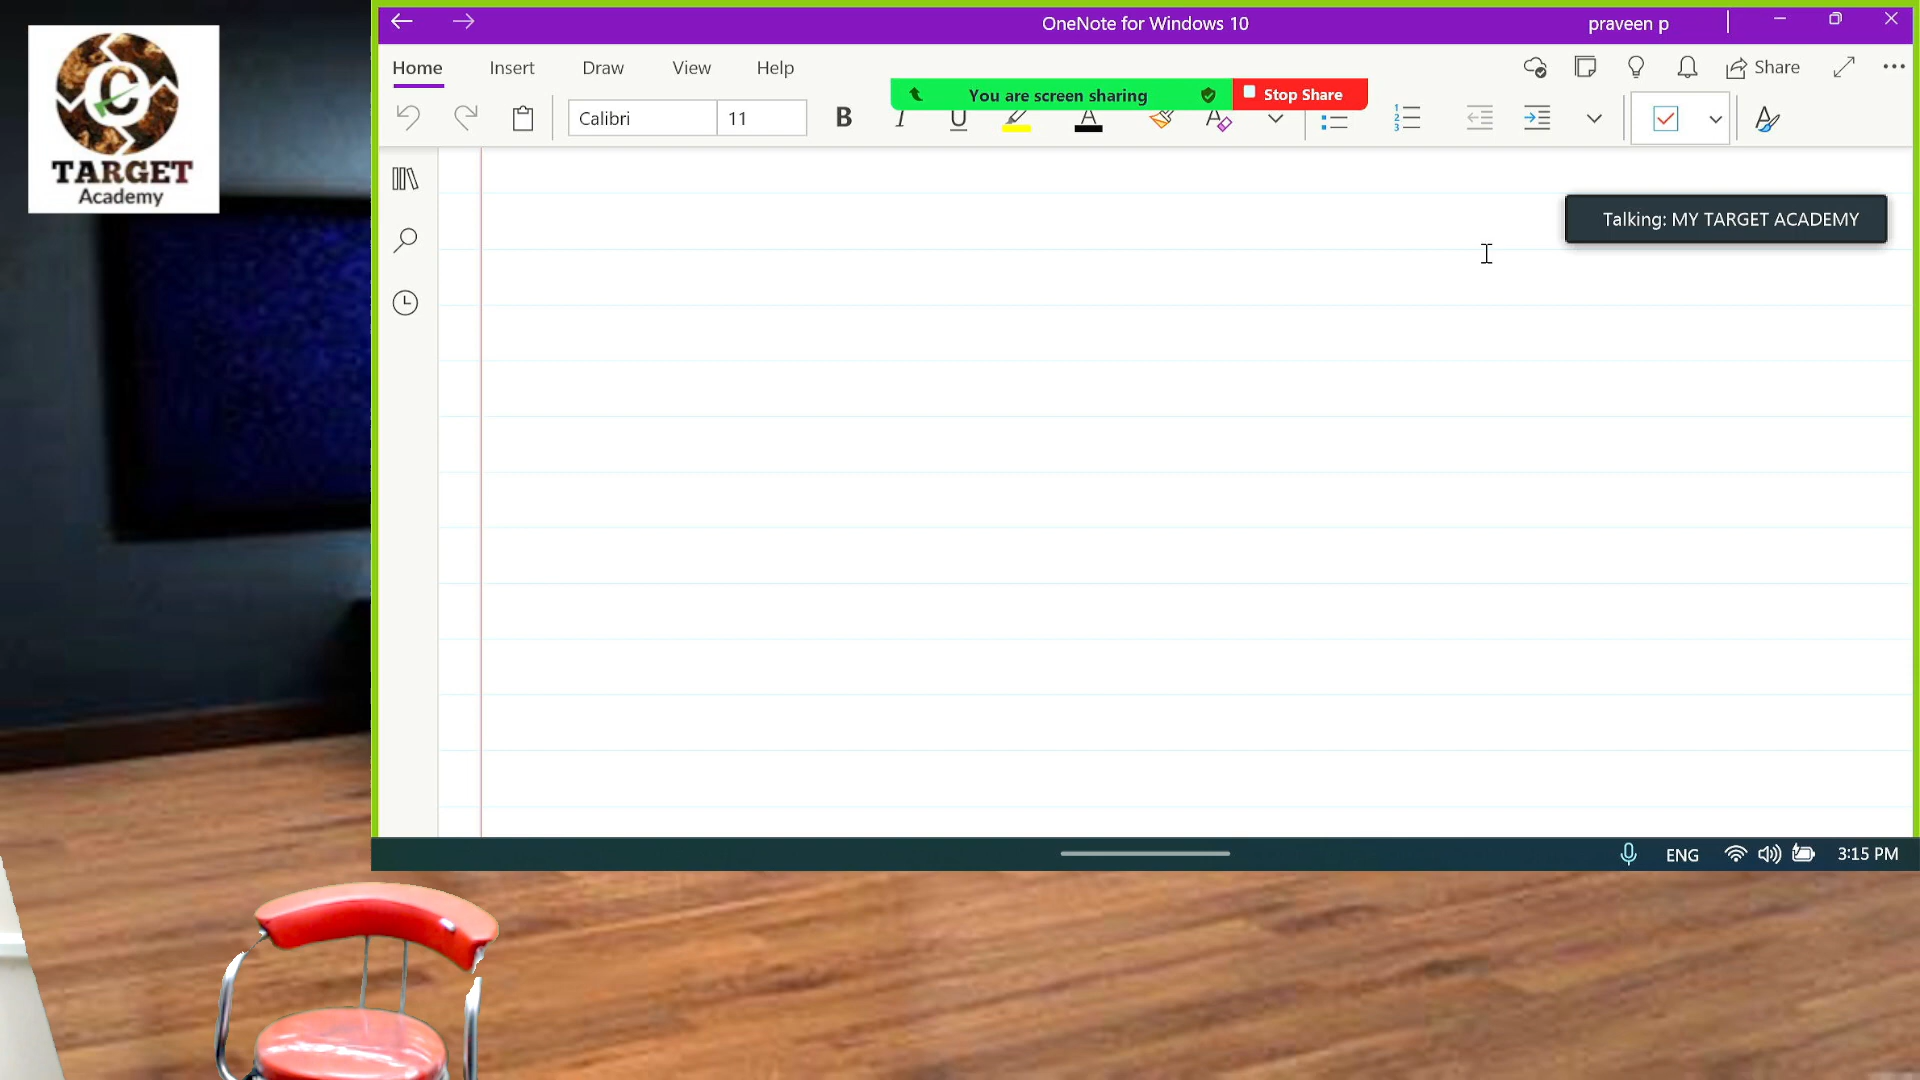 TARGET
Academy
OneNote for Windows 10
praveen p
Home Insert Draw View Help
Share
You are screen sharing
Stop Share
Calibri 11 B I U A A
Talking: MY TARGET ACADEMY
ENG 3:15 PM